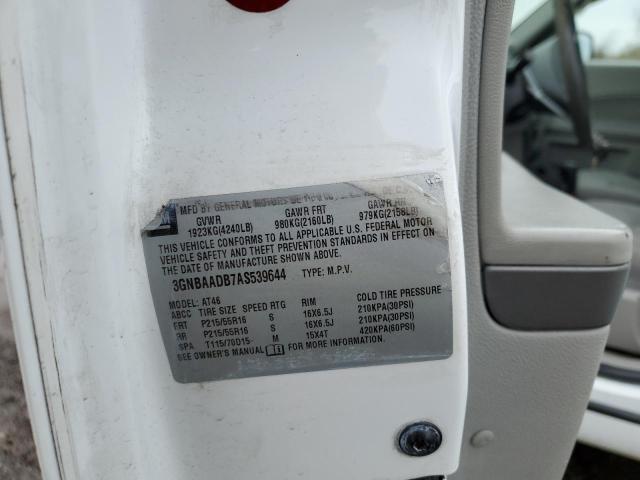 MFD BY GENERAL MOTORS DE
GVWR GAWR FRT GAWR RR
1923KG(4240LB) 980KG(2160LB) 979KG(2158LB)
THIS VEHICLE CONFORMS TO ALL APPLICABLE U.S. FEDERAL MOTOR
VEHICLE SAFETY AND THEFT PREVENTION STANDARDS IN EFFECT ON
THE DATE OF MANUFACTURE SHOWN ABOVE.
3GNBAADB7AS539644 TYPE: M.P.V.
MODEL: AT46
ABCC TIRE SIZE SPEED RTG RIM COLD TIRE PRESSURE
FRT P215/55R16 S 16X6.5J 210KPA(30PSI)
RR P215/55R16 S 16X6.5J 210KPA(30PSI)
SPA T115/70D15 M 15X4T 420KPA(60PSI)
SEE OWNER'S MANUAL FOR MORE INFORMATION.